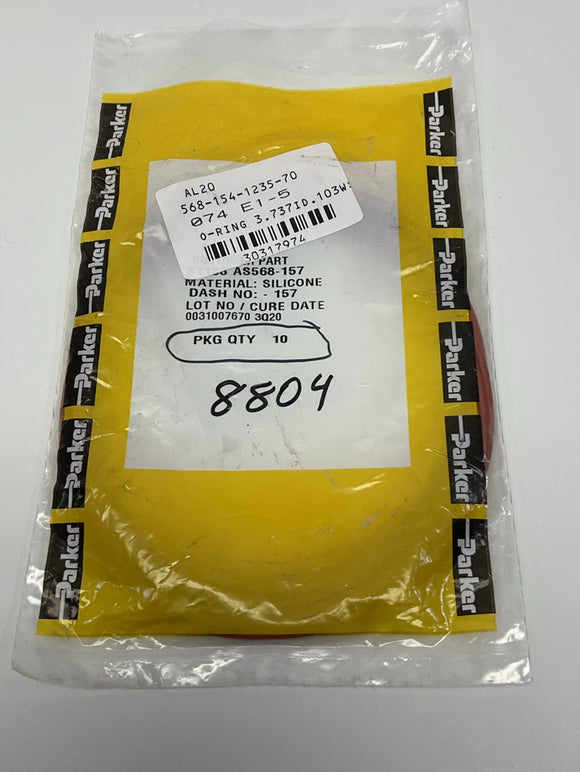 Parker
Parker
Parker
Parker
Parker
Parker
Parker
Parker
Parker
Parker
Parker
Parker
AL20
568-154-1235-70
074 E1-5
O-RING 3.737ID.103W
30317974
PART
AS568-157
MATERIAL: SILICONE
DASH NO: - 157
LOT NO / CURE DATE
0031007670 3Q20
PKG QTY 10
8804